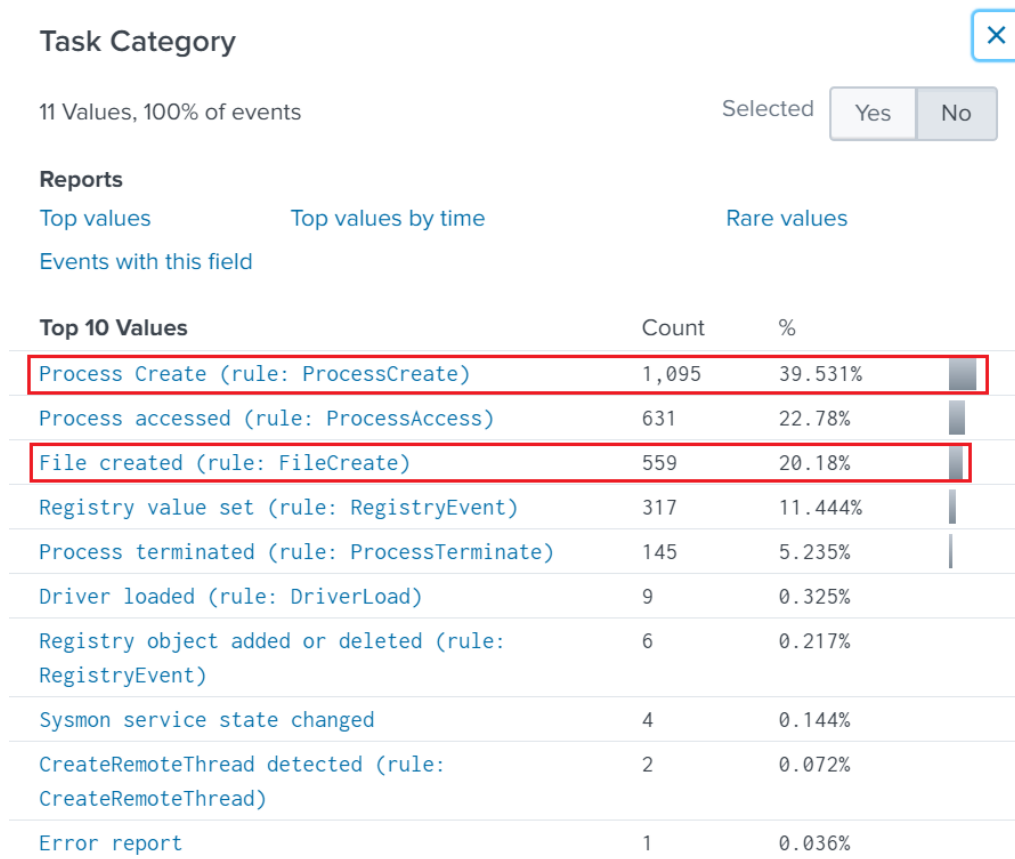 Task Category
11 Values, 100% of events
Selected Yes No
Reports
Top values Top values by time Rare values
Events with this field
Top 10 Values Count %
Process Create (rule: ProcessCreate) 1,095 39.531%
Process accessed (rule: ProcessAccess) 631 22.78%
File created (rule: FileCreate) 559 20.18%
Registry value set (rule: RegistryEvent) 317 11.444%
Process terminated (rule: ProcessTerminate) 145 5.235%
Driver loaded (rule: DriverLoad) 9 0.325%
Registry object added or deleted (rule: 6 0.217%
RegistryEvent)
Sysmon service state changed 4 0.144%
CreateRemoteThread detected (rule: 2 0.072%
CreateRemoteThread)
Error report 1 0.036%